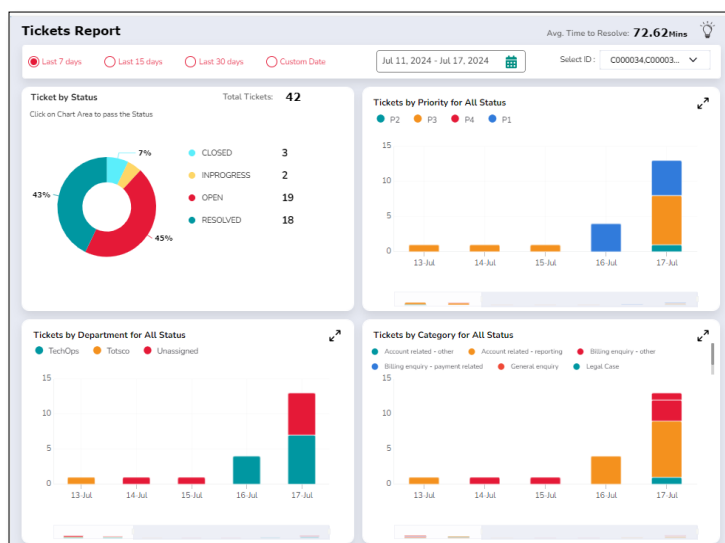 Tickets Report
Avg. Time to Resolve: 72.62Mins
Last 7 days Last 15 days Last 30 days Custom Date
Jul 11, 2024 - Jul 17, 2024
Select ID : C000034,C00003...
Ticket by Status
Total Tickets: 42
Click on Chart Area to pass the Status
7%
43%
45%
CLOSED 3
INPROGRESS 2
OPEN 19
RESOLVED 18
Tickets by Priority for All Status
P2 P3 P4 P1
15
10
5
0
13-Jul 14-Jul 15-Jul 16-Jul 17-Jul
Tickets by Department for All Status
TechOps Totsco Unassigned
15
10
5
0
13-Jul 14-Jul 15-Jul 16-Jul 17-Jul
Tickets by Category for All Status
Account related - other Account related - reporting Billing enquiry - other
Billing enquiry - payment related General enquiry Legal Case
15
10
5
0
13-Jul 14-Jul 15-Jul 16-Jul 17-Jul